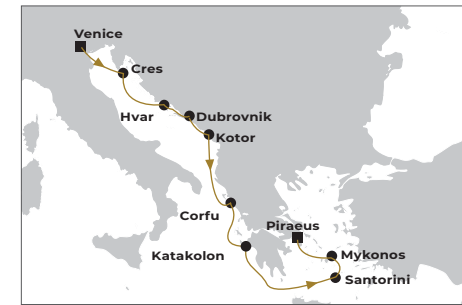 Venice
Cres
Hvar
Dubrovnik
Kotor
Corfu
Piraeus
Katakolon
Mykonos
Santorini